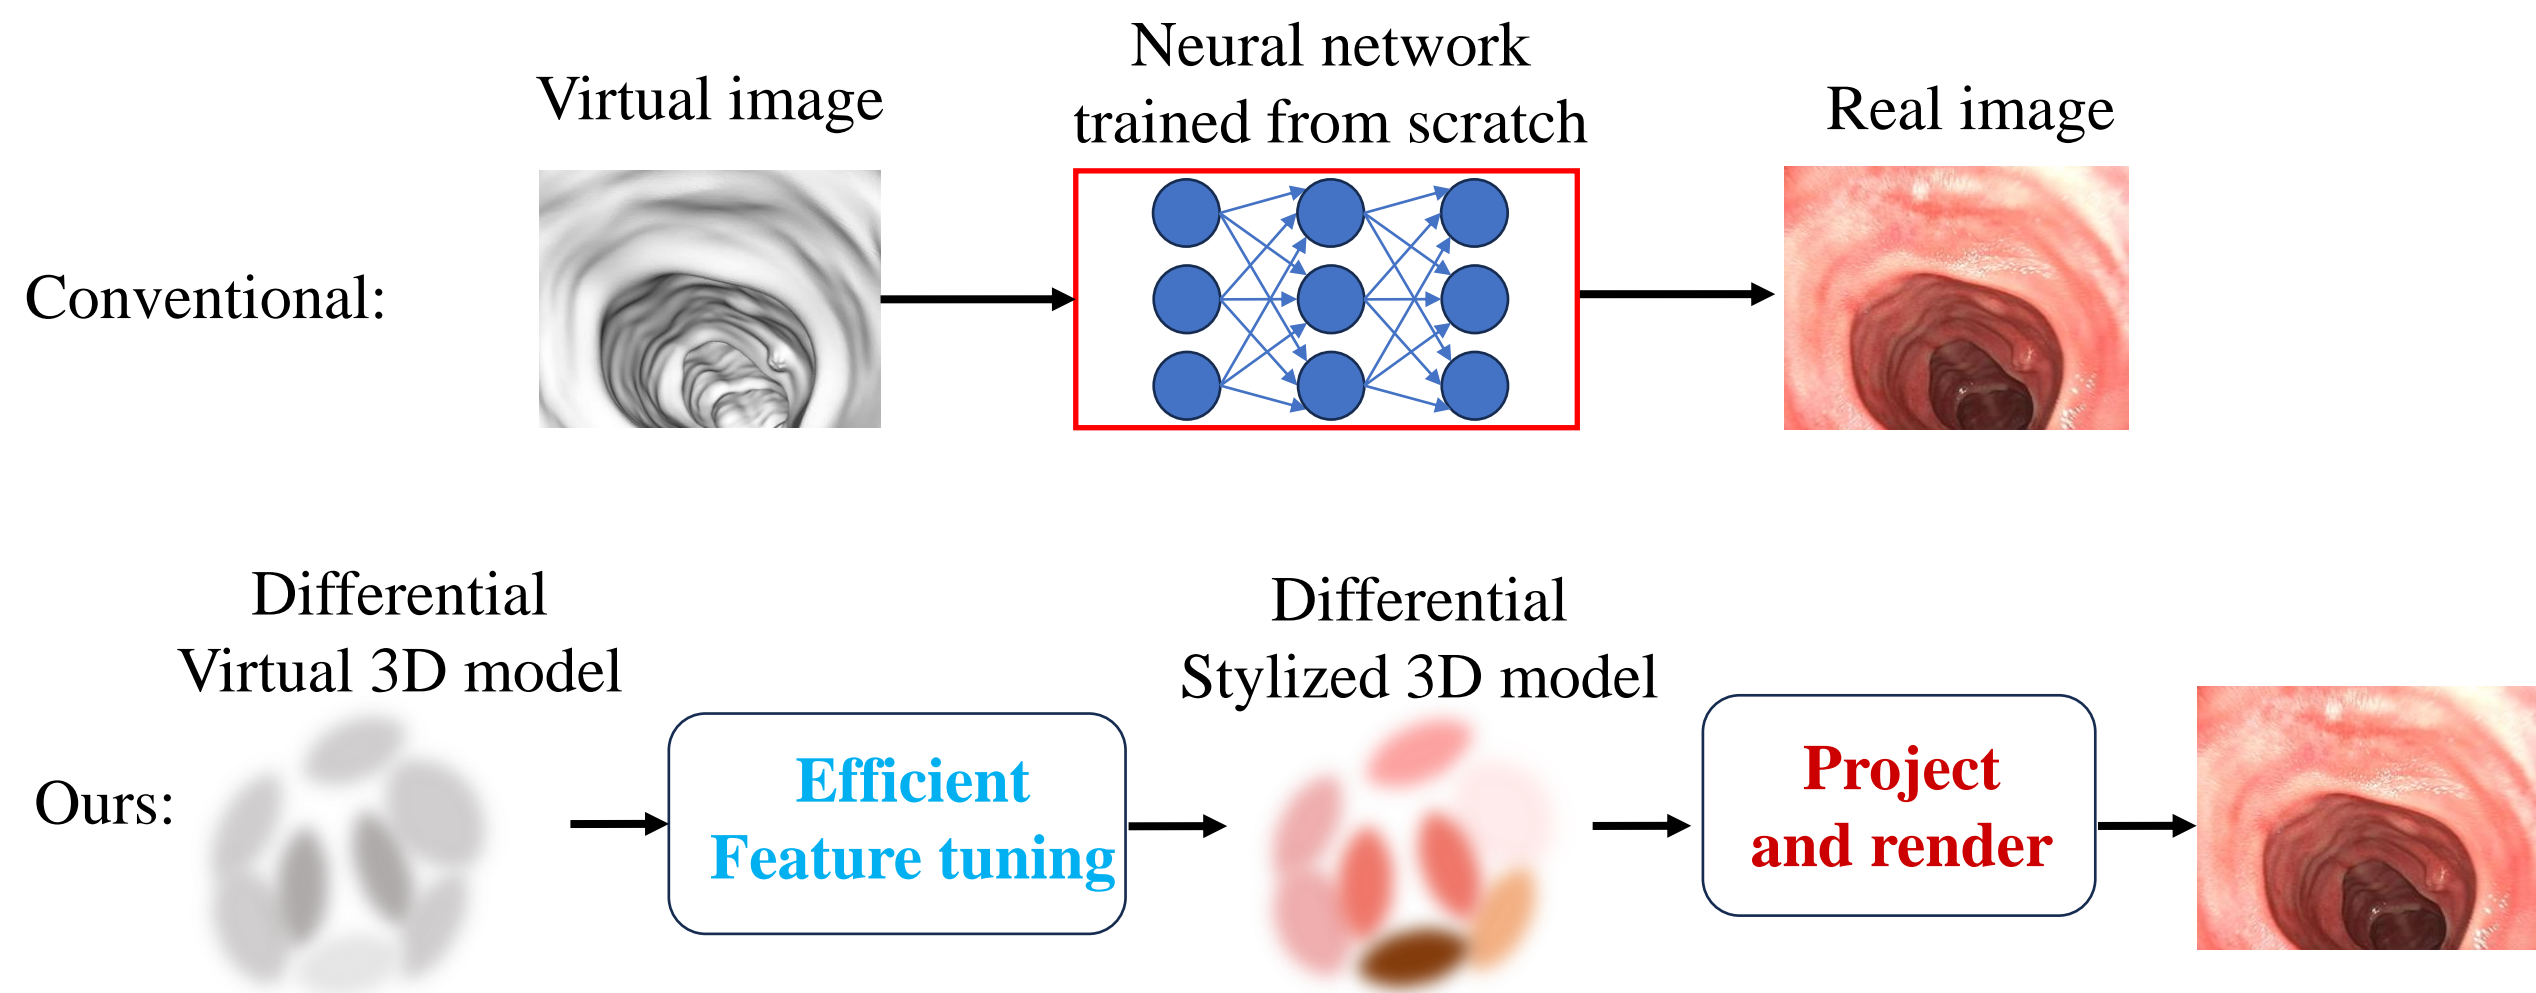 Virtual image
Neural network
trained from scratch
Real image
Conventional:
Differential
Virtual 3D model
Differential
Stylized 3D model
Ours:
Efficient
Feature tuning
Project
and render